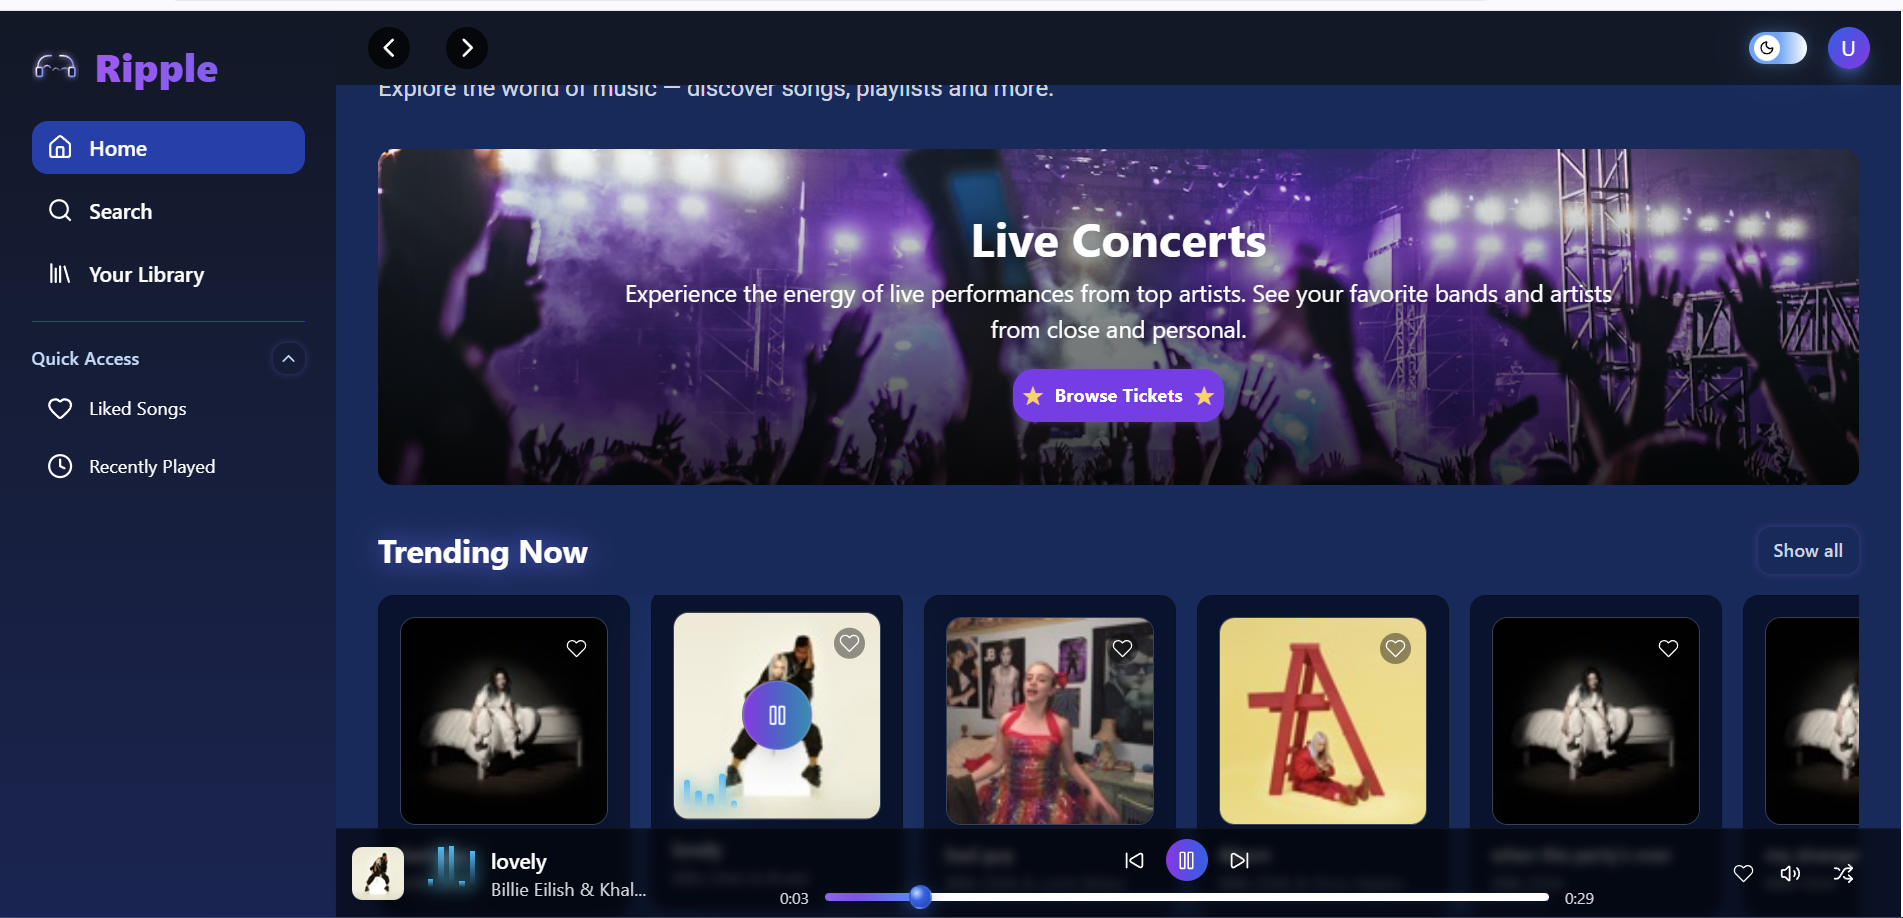 Ripple
U
Home
Search
Your Library
Quick Access
Liked Songs
Recently Played
Explore the world of music — discover songs, playlists and more.
Live Concerts
Experience the energy of live performances from top artists. See your favorite bands and artists
from close and personal.
Browse Tickets
Trending Now
Show all
lovely
Billie Eilish & Khal...
0:03
0:29